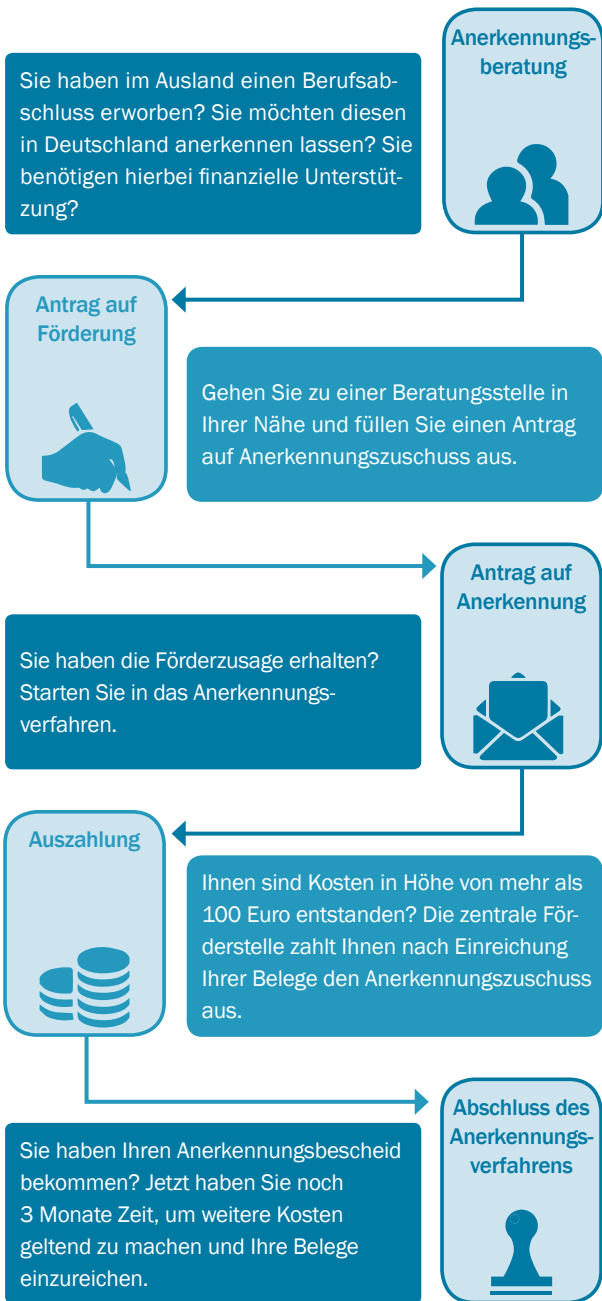 Anerkennungs-
beratung
Sie haben im Ausland einen Berufsab-
schluss erworben? Sie möchten diesen
in Deutschland anerkennen lassen? Sie
benötigen hierbei finanzielle Unterstüt-
zung?
Antrag auf
Förderung
Gehen Sie zu einer Beratungsstelle in
Ihrer Nähe und füllen Sie einen Antrag
auf Anerkennungszuschuss aus.
Antrag auf
Anerkennung
Sie haben die Förderzusage erhalten?
Starten Sie in das Anerkennungs-
verfahren.
Auszahlung
Ihnen sind Kosten in Höhe von mehr als
100 Euro entstanden? Die zentrale För-
derstelle zahlt Ihnen nach Einreichung
Ihrer Belege den Anerkennungszuschuss
aus.
Abschluss des
Anerkennungs-
verfahrens
Sie haben Ihren Anerkennungsbescheid
bekommen? Jetzt haben Sie noch
3 Monate Zeit, um weitere Kosten
geltend zu machen und Ihre Belege
einzureichen.